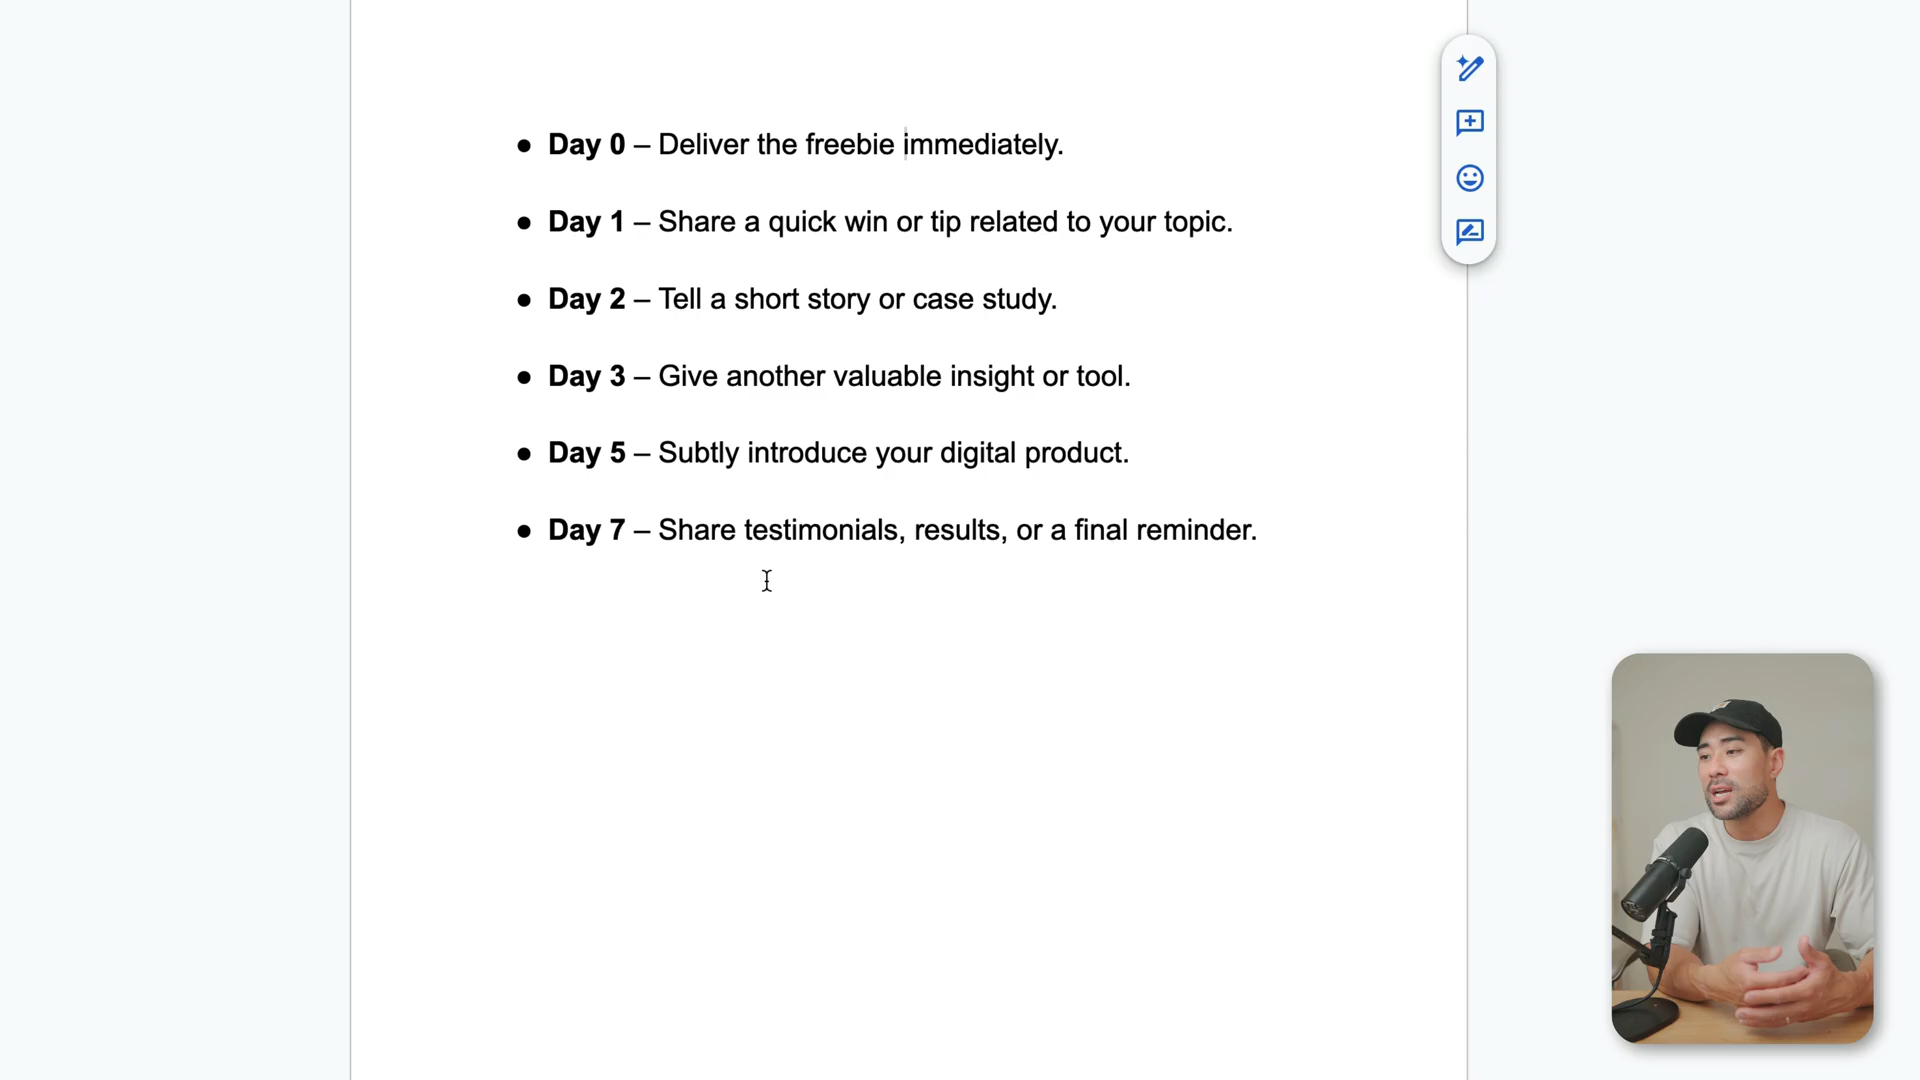 ● Day 0 – Deliver the freebie immediately.
● Day 1 – Share a quick win or tip related to your topic.
● Day 2 – Tell a short story or case study.
● Day 3 – Give another valuable insight or tool.
● Day 5 – Subtly introduce your digital product.
● Day 7 – Share testimonials, results, or a final reminder.